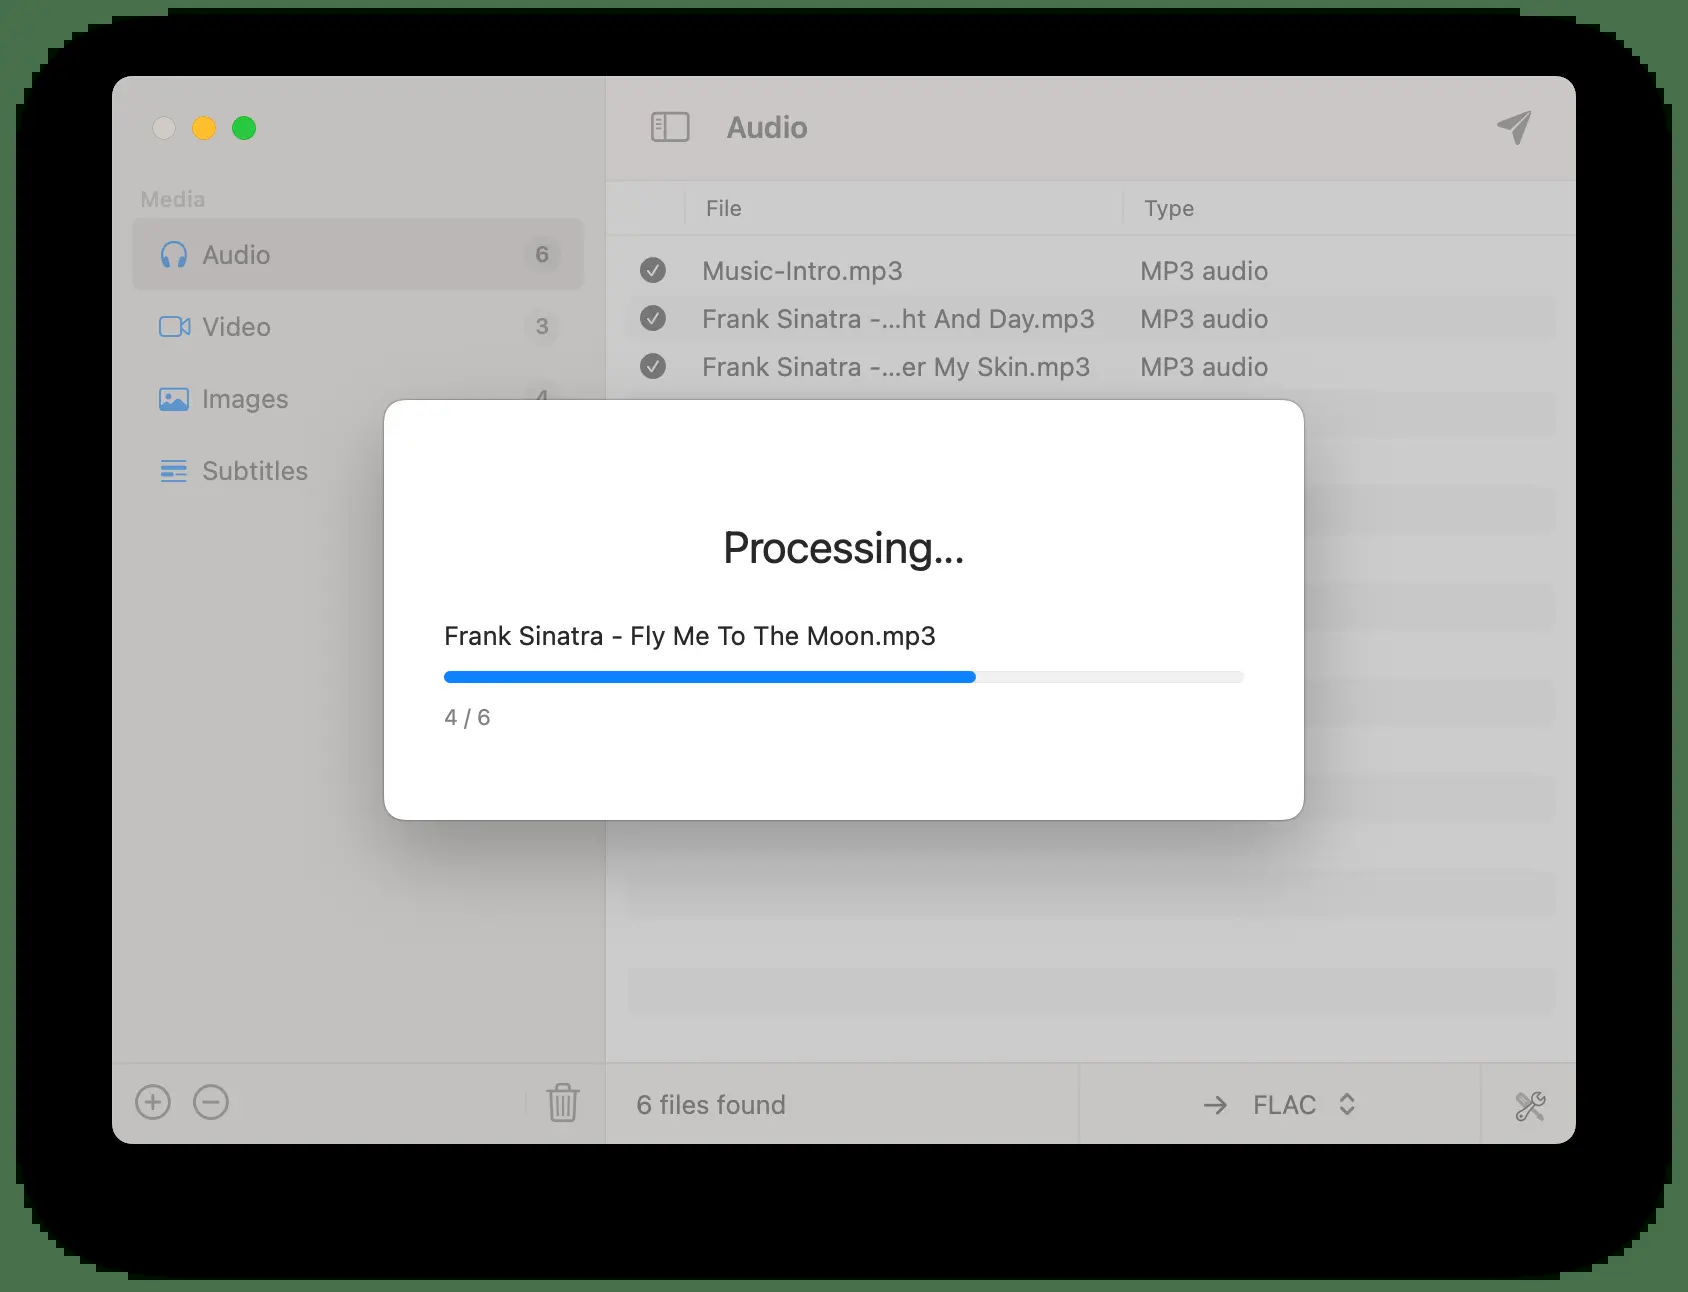 Audio
Media
Audio 6
Video 3
Images 4
Subtitles
File Type
Music-Intro.mp3 MP3 audio
Frank Sinatra -...ht And Day.mp3 MP3 audio
Frank Sinatra -...er My Skin.mp3 MP3 audio
Processing...
Frank Sinatra - Fly Me To The Moon.mp3
4 / 6
6 files found
→ FLAC